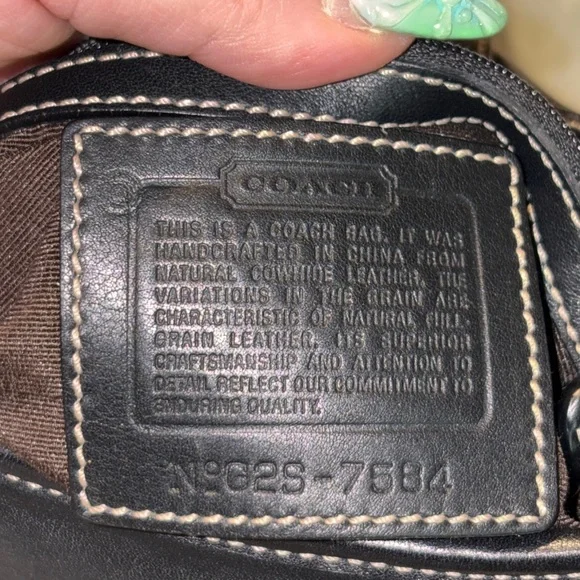 COACH
THIS IS A COACH BAG. IT WAS
HANDCRAFTED IN CHINA FROM
NATURAL COWHIDE LEATHER. THE
VARIATIONS IN THE GRAIN ARE
CHARACTERISTIC OF NATURAL FULL
GRAIN LEATHER. ITS SUPERIOR
CRAFTSMANSHIP AND ATTENTION TO
DETAIL REFLECT OUR COMMITMENT TO
ENDURING QUALITY.
No G2S-7584